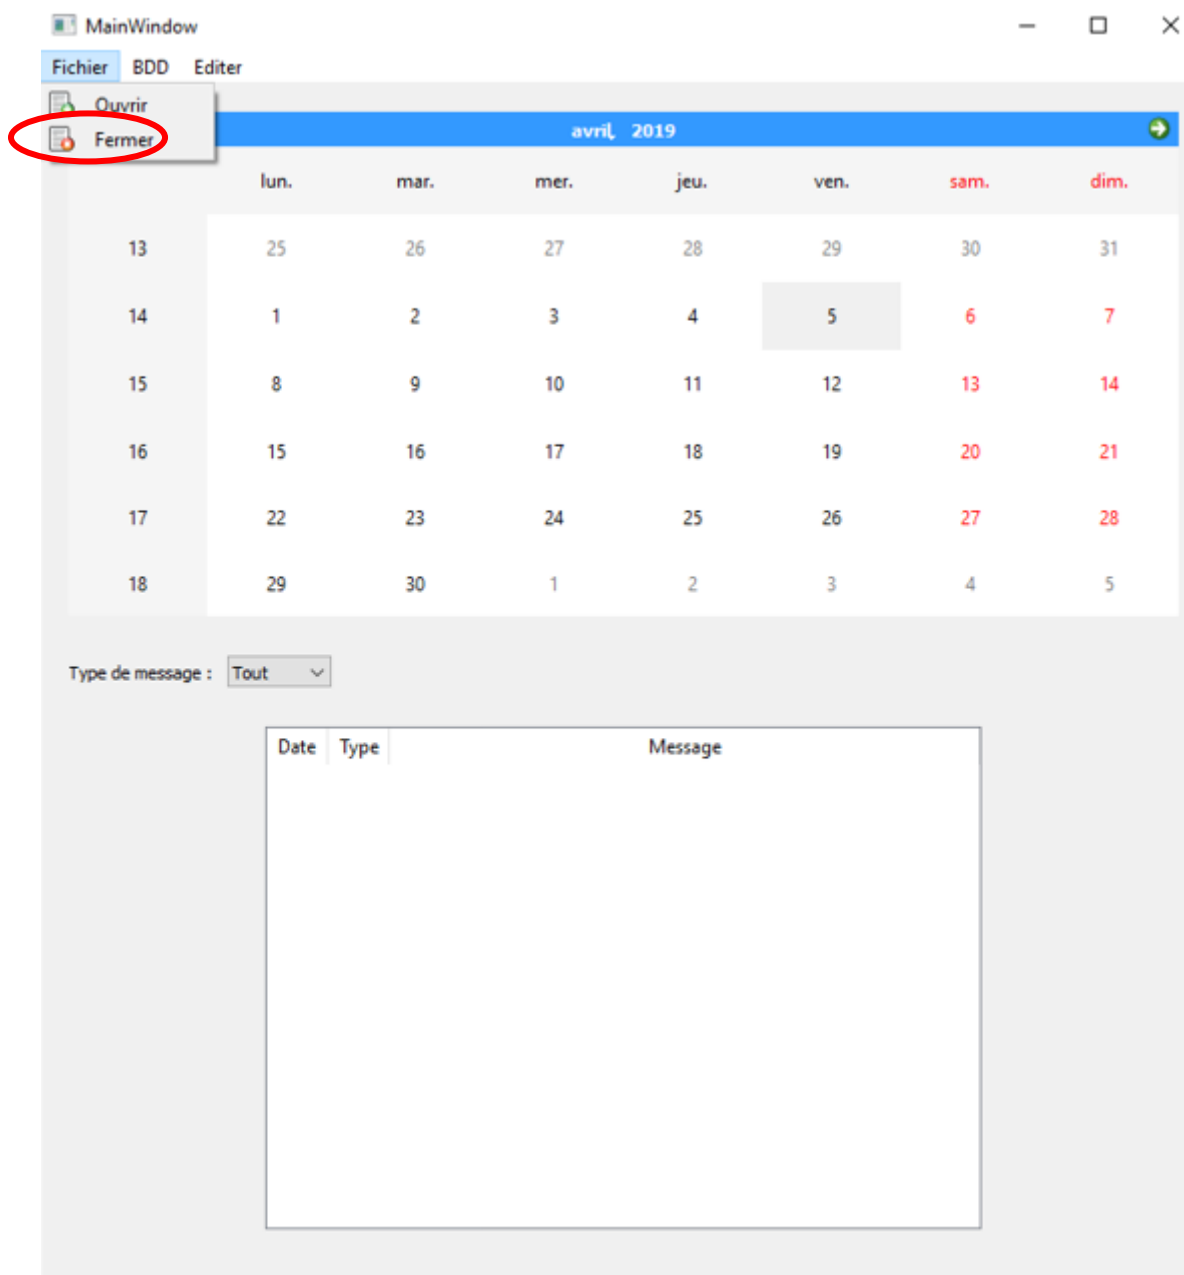 MainWindow
Fichier BDD Editer
Ouvrir
Fermer
avril, 2019
lun. mar. mer. jeu. ven. sam. dim.
13 25 26 27 28 29 30 31
14 1 2 3 4 5 6 7
15 8 9 10 11 12 13 14
16 15 16 17 18 19 20 21
17 22 23 24 25 26 27 28
18 29 30 1 2 3 4 5
Type de message : Tout
Date Type Message